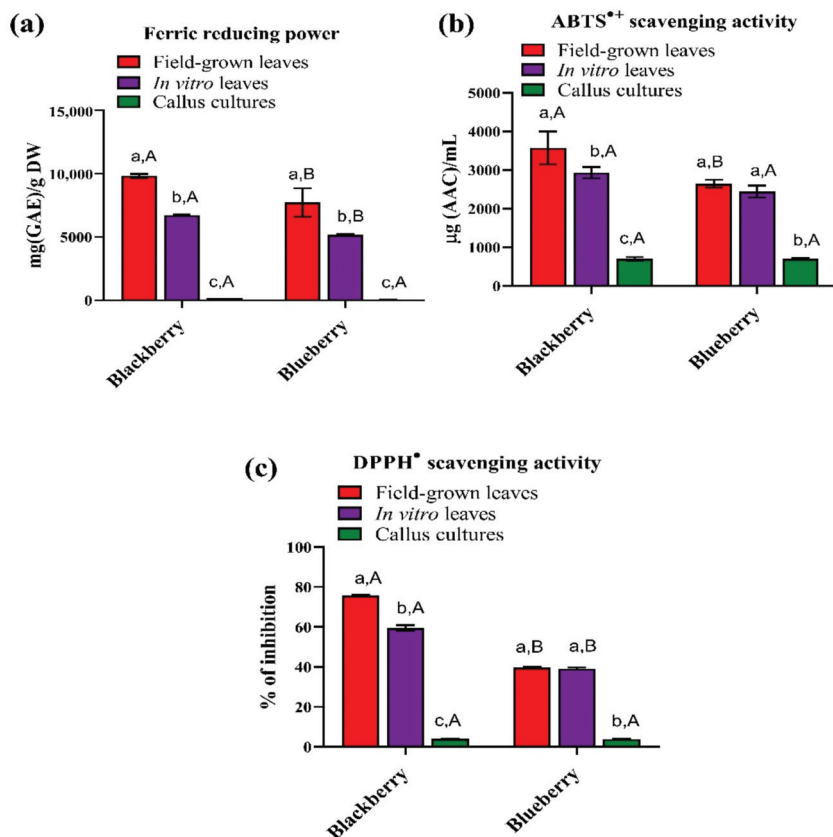 (a)
Ferric reducing power
Field-grown leaves
In vitro leaves
Callus cultures
15,000
10,000
5000
0
mg(GAE)/g DW
a,A
b,A
c,A
a,B
b,B
c,A
Blackberry
Blueberry
(b)
ABTS•+ scavenging activity
Field-grown leaves
In vitro leaves
Callus cultures
5000
4000
3000
2000
1000
0
µg (AAC)/mL
a,A
b,A
c,A
a,B
a,A
b,A
Blackberry
Blueberry
(c)
DPPH• scavenging activity
Field-grown leaves
In vitro leaves
Callus cultures
100
80
60
40
20
0
% of inhibition
a,A
b,A
c,A
a,B
a,B
b,A
Blackberry
Blueberry